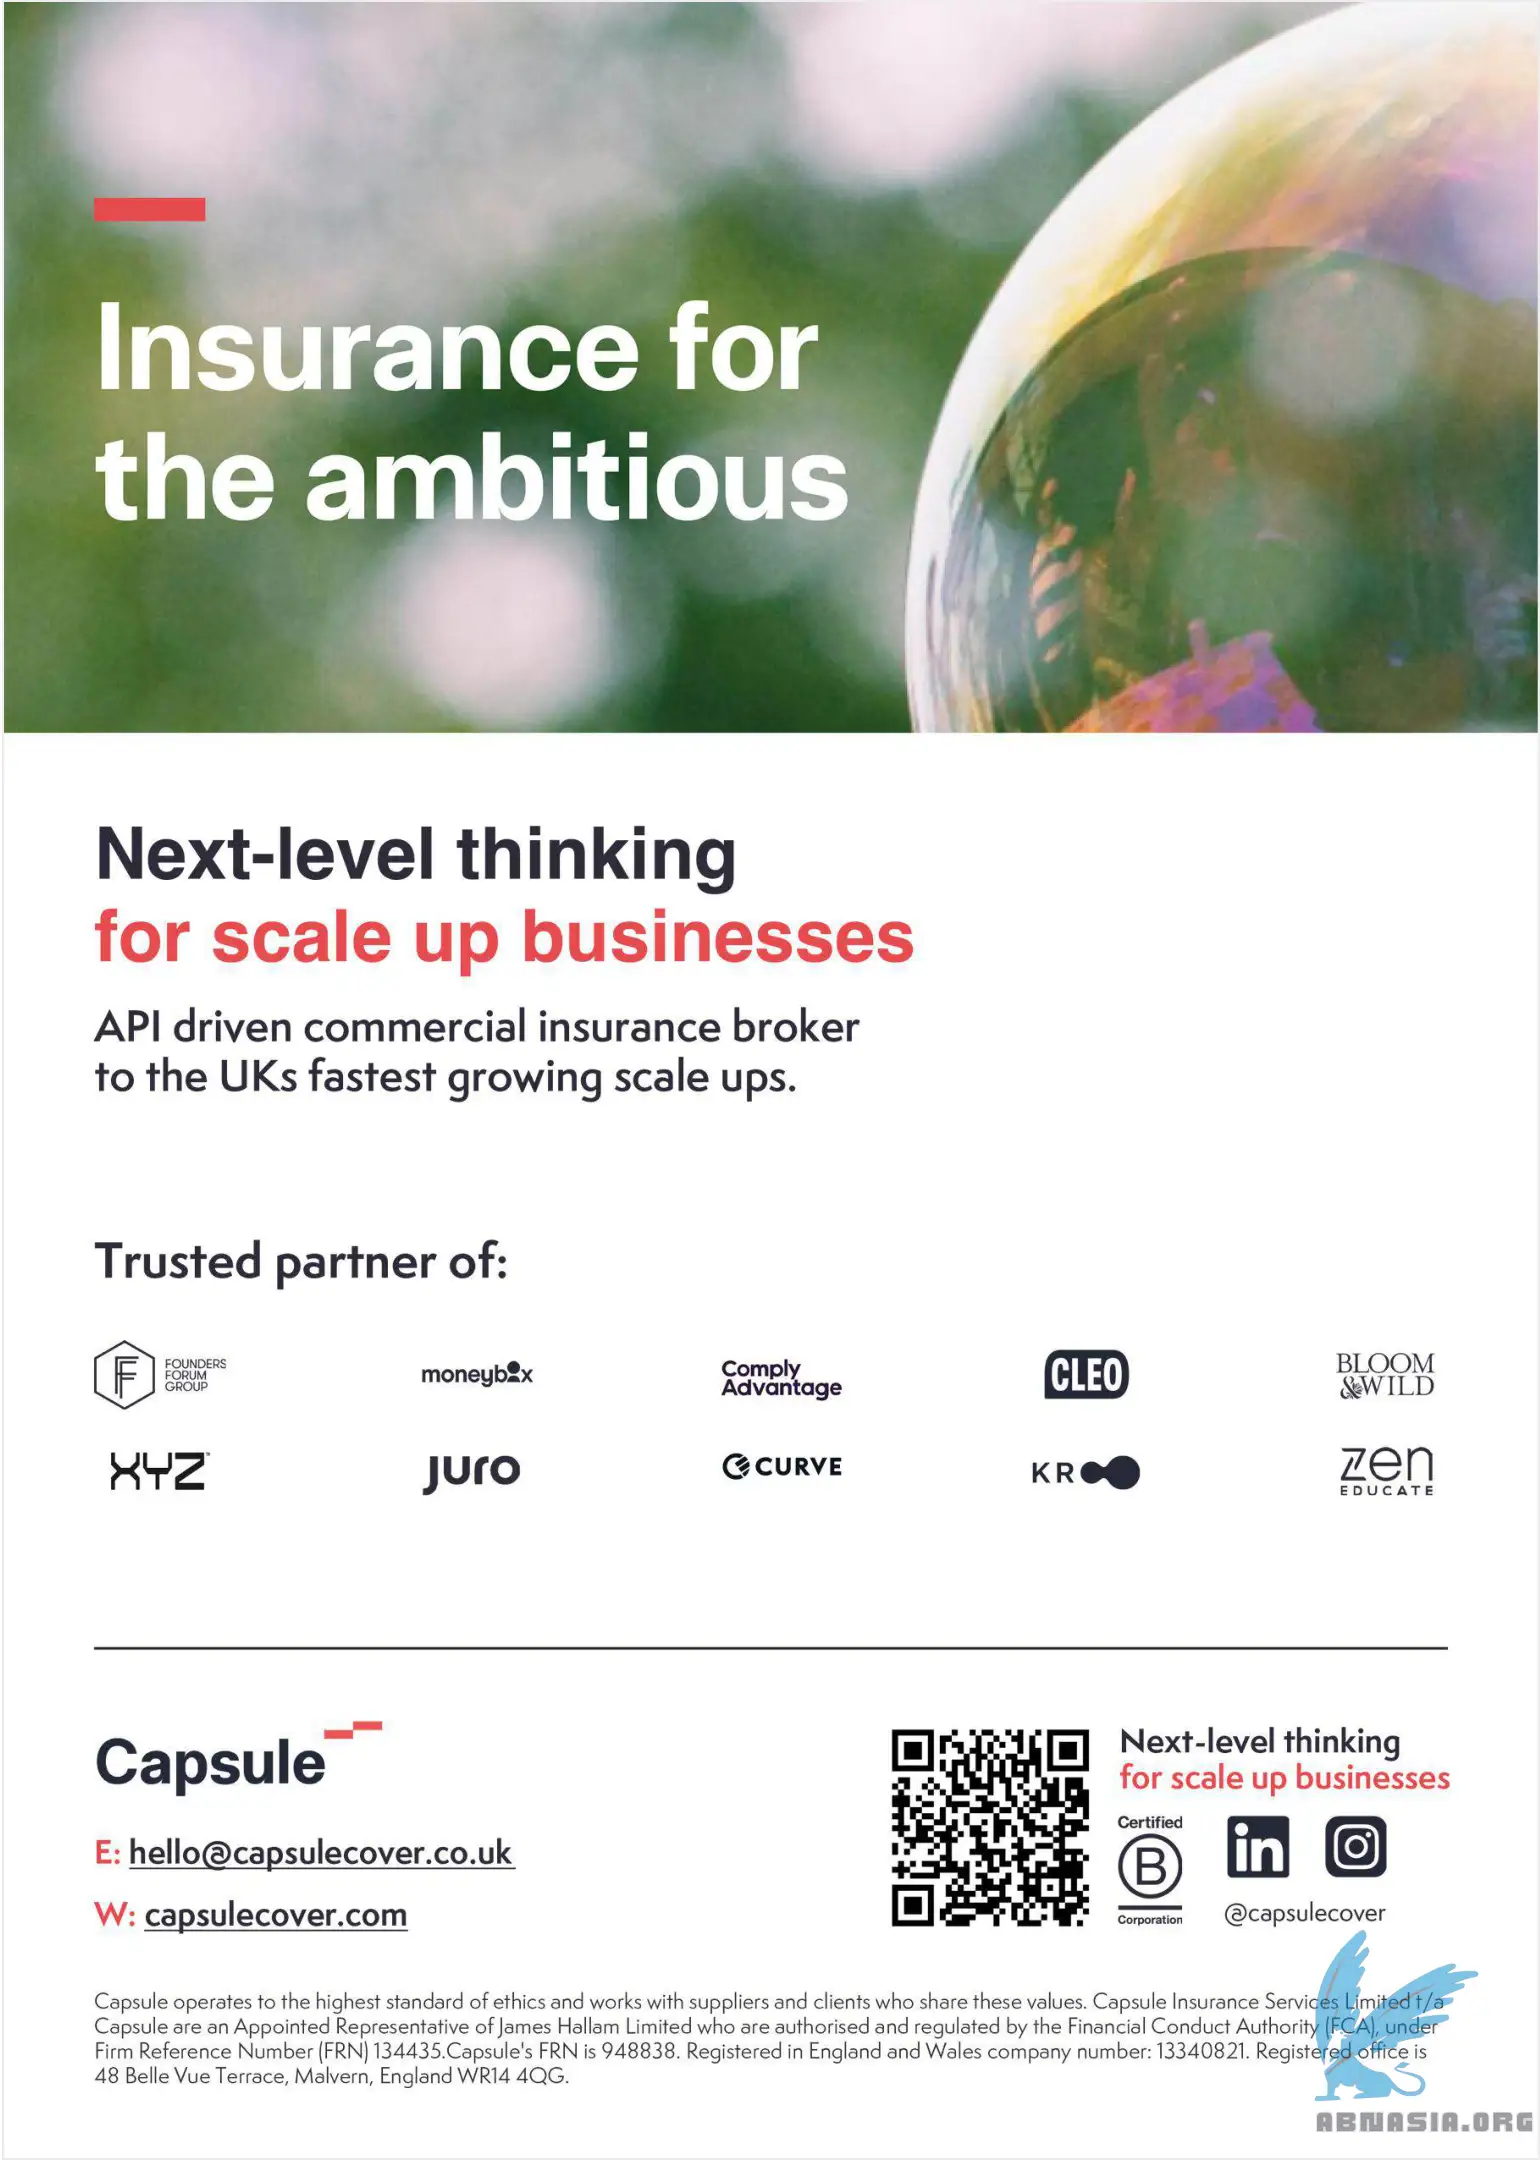 Insurance for
the ambitious
Next-level thinking
for scale up businesses
API driven commercial insurance broker
to the UKs fastest growing scale ups.
Trusted partner of:
FOUNDERS
FORUM
GROUP
moneybox
Comply
Advantage
CLEO
BLOOM
&WILD
XYZ
JURO
CURVE
KROO
Zen
EDUCATE
Capsule
E: hello@capsulecover.co.uk
W: capsulecover.com
Next-level thinking
for scale up businesses
Certified
B
Corporation
in
@capsulecover
Capsule operates to the highest standard of ethics and works with suppliers and clients who share these values. Capsule Insurance Services Limited t/a
Capsule are an Appointed Representative of James Hallam Limited who are authorised and regulated by the Financial Conduct Authority (FCA), under
Firm Reference Number (FRN) 134435.Capsule's FRN is 948838. Registered in England and Wales company number: 13340821. Registered office is
48 Belle Vue Terrace, Malvern, England WR14 4QG.
ABNASIA.ORG